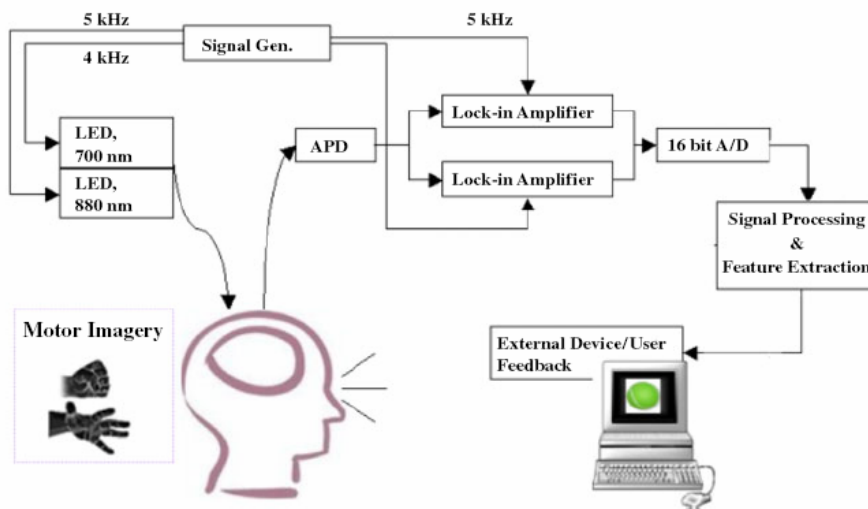 5 kHz
4 kHz
Signal Gen.
5 kHz
LED,
700 nm
LED,
880 nm
APD
Lock-in Amplifier
Lock-in Amplifier
16 bit A/D
Signal Processing
&
Feature Extraction
Motor Imagery
External Device/User
Feedback